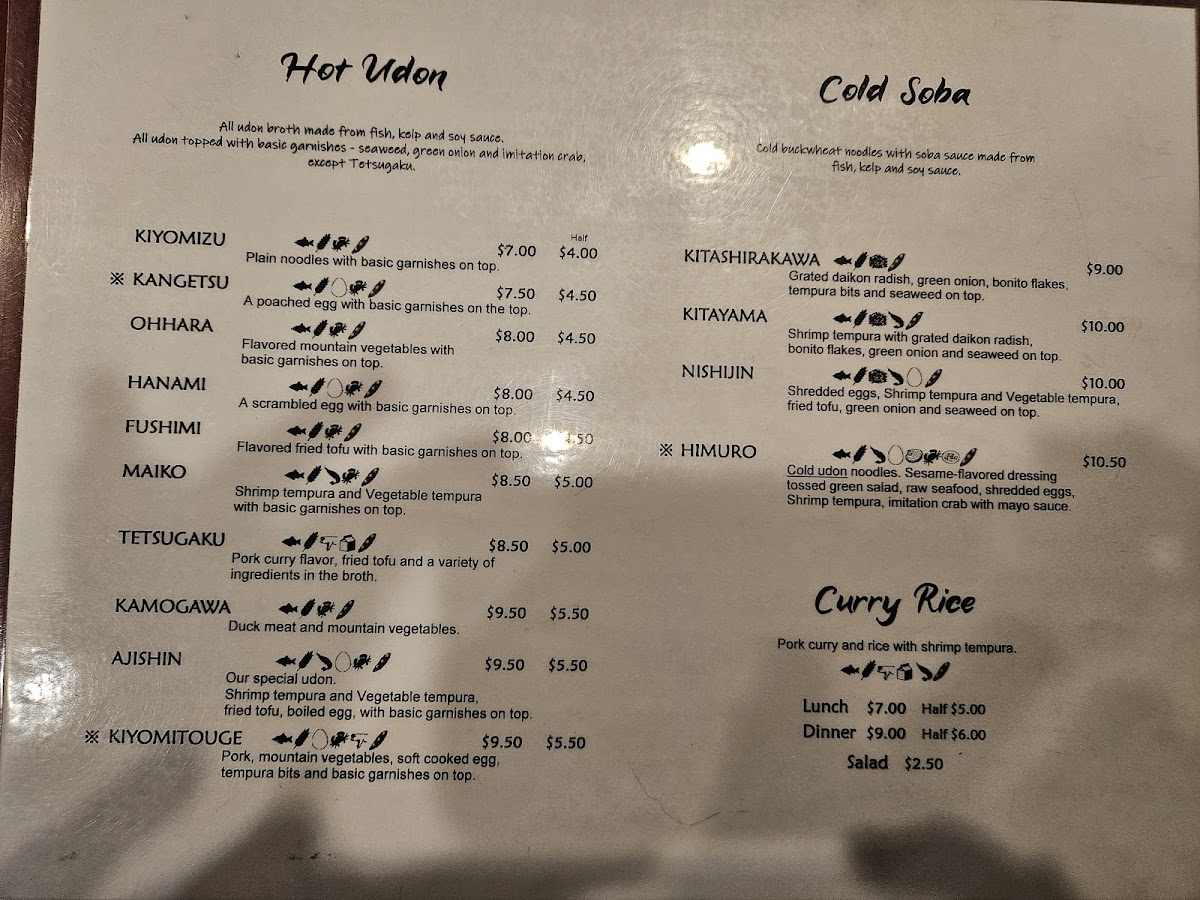 Hot Udon
All udon broth made from fish, kelp and soy sauce.
All udon topped with basic garnishes - seaweed, green onion and imitation crab,
except Tetsugaku.
Half
KIYOMIZU $7.00 $4.00
Plain noodles with basic garnishes on top.
※ KANGETSU $7.50 $4.50
A poached egg with basic garnishes on the top.
OHHARA $8.00 $4.50
Flavored mountain vegetables with
basic garnishes on top.
HANAMI $8.00 $4.50
A scrambled egg with basic garnishes on top.
FUSHIMI $8.00
Flavored fried tofu with basic garnishes on top.
MAIKO $8.50 $5.00
Shrimp tempura and Vegetable tempura
with basic garnishes on top.
TETSUGAKU $8.50 $5.00
Pork curry flavor, fried tofu and a variety of
ingredients in the broth.
KAMOGAWA $9.50 $5.50
Duck meat and mountain vegetables.
AJISHIN $9.50 $5.50
Our special udon.
Shrimp tempura and Vegetable tempura,
fried tofu, boiled egg, with basic garnishes on top.
※ KIYOMITOUGE $9.50 $5.50
Pork, mountain vegetables, soft cooked egg,
tempura bits and basic garnishes on top.
Cold Soba
Cold buckwheat noodles with soba sauce made from
fish, kelp and soy sauce.
KITASHIRAKAWA $9.00
Grated daikon radish, green onion, bonito flakes,
tempura bits and seaweed on top.
KITAYAMA $10.00
Shrimp tempura with grated daikon radish,
bonito flakes, green onion and seaweed on top.
NISHIJIN $10.00
Shredded eggs, Shrimp tempura and Vegetable tempura,
fried tofu, green onion and seaweed on top.
※ HIMURO $10.50
Cold udon noodles. Sesame-flavored dressing
tossed green salad, raw seafood, shredded eggs,
Shrimp tempura, imitation crab with mayo sauce.
Curry Rice
Pork curry and rice with shrimp tempura.
Lunch $7.00 Half $5.00
Dinner $9.00 Half $6.00
Salad $2.50